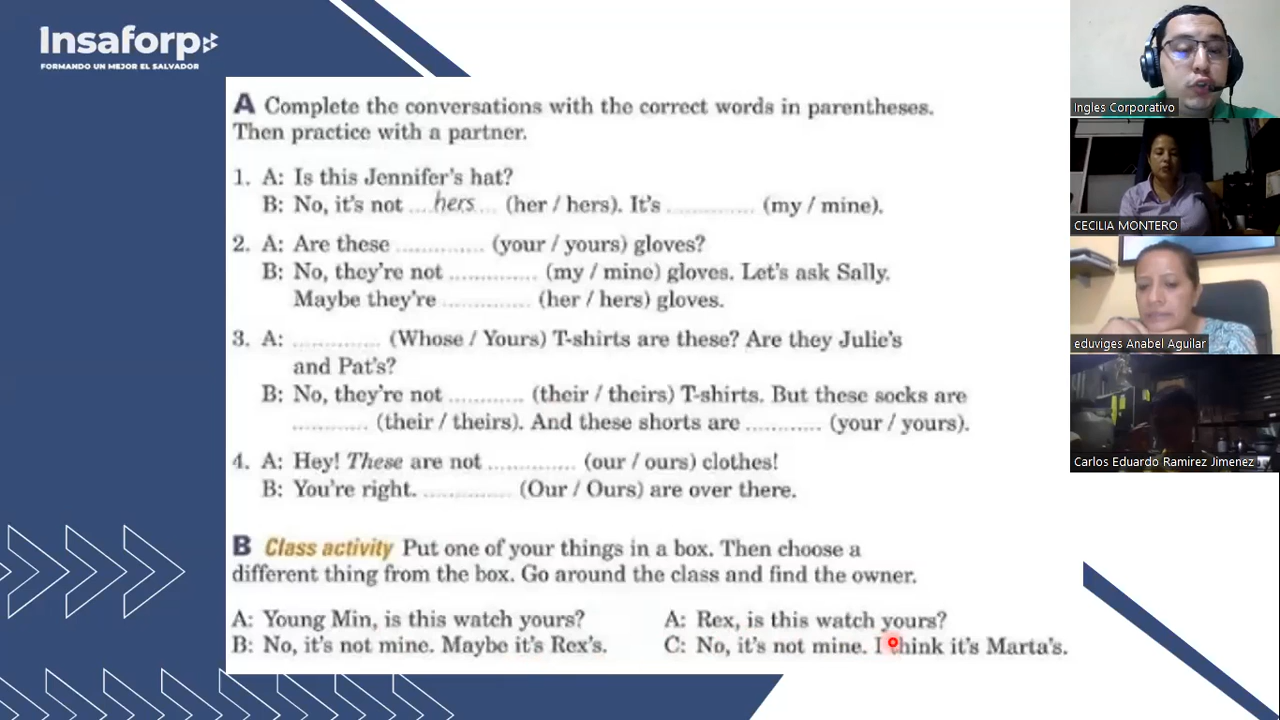 Insaforp
FORMANDO UN MEJOR EL SALVADOR
A Complete the conversations with the correct words in parentheses.
Then practice with a partner.
1. A: Is this Jennifer's hat?
B: No, it's not ....hers.... (her / hers). It's .............. (my / mine).
2. A: Are these .............. (your / yours) gloves?
B: No, they're not .............. (my / mine) gloves. Let's ask Sally.
Maybe they're .............. (her / hers) gloves.
3. A: .............. (Whose / Yours) T-shirts are these? Are they Julie's
and Pat's?
B: No, they're not ............ (their / theirs) T-shirts. But these socks are
............ (their / theirs). And these shorts are ............ (your / yours).
4. A: Hey! These are not .............. (our / ours) clothes!
B: You're right. .............. (Our / Ours) are over there.
B Class activity Put one of your things in a box. Then choose a
different thing from the box. Go around the class and find the owner.
A: Young Min, is this watch yours?
B: No, it's not mine. Maybe it's Rex's.
A: Rex, is this watch yours?
C: No, it's not mine. I think it's Marta's.
Ingles Corporativo
CECILIA MONTERO
eduviges Anabel Aguilar
Carlos Eduardo Ramirez Jimenez